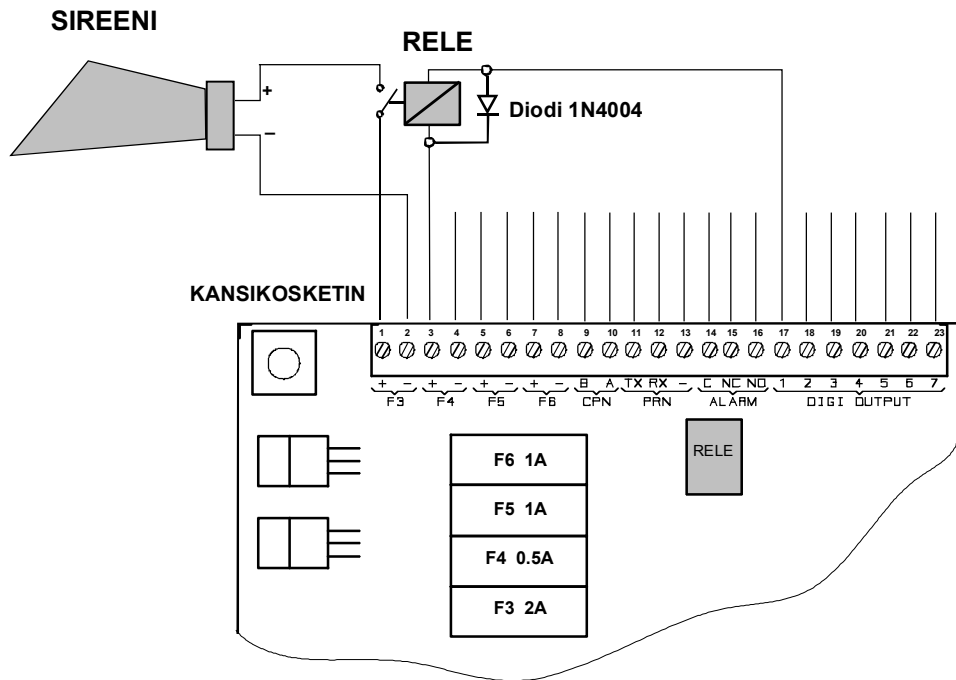 SIREENI
RELE
+
Diodi 1N4004
−
KANSIKOSKETIN
1 2 3 4 5 6 7 8 9 10 11 12 13 14 15 16 17 18 19 20 21 22 23
+ − + − + − + − B A TX RX − C NC NO 1 2 3 4 5 6 7
F3 F4 F5 F6 CPN PRN ALARM DIGI OUTPUT
RELE
F6 1A
F5 1A
F4 0.5A
F3 2A